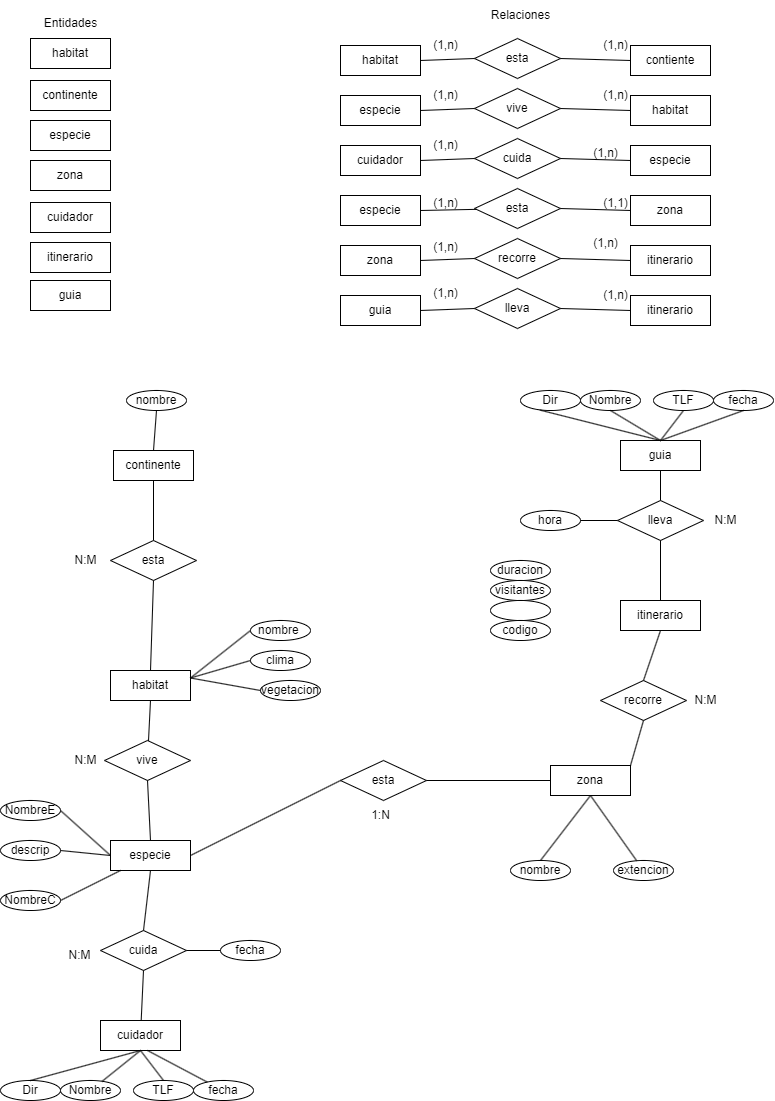 Entidades
habitat
continente
especie
zona
cuidador
itinerario
guia
Relaciones
habitat (1,n) esta (1,n) contiente
especie (1,n) vive (1,n) habitat
cuidador (1,n) cuida (1,n) especie
especie (1,n) esta (1,1) zona
zona (1,n) recorre (1,n) itinerario
guia (1,n) lleva (1,n) itinerario
nombre
continente
N:M esta
nombre
clima
vegetacion
habitat
N:M vive
NombreE
descrip
NombreC
especie
esta
1:N
N:M cuida fecha
cuidador
Dir Nombre TLF fecha
Dir Nombre TLF fecha
guia
hora lleva N:M
duracion
visitantes
codigo
itinerario
recorre N:M
zona
nombre extencion